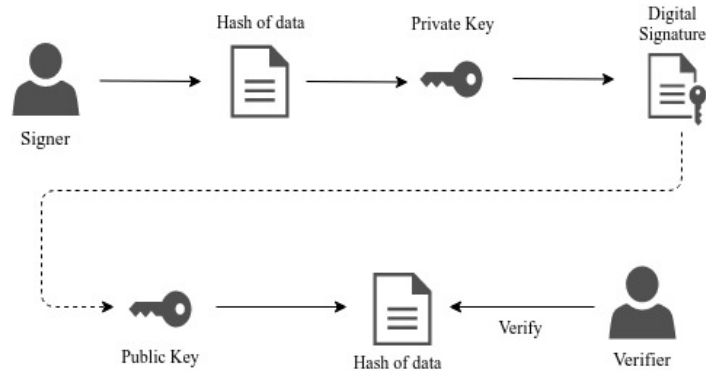 Hash of data
Private Key
Digital
Signature
Signer
Public Key
Hash of data
Verify
Verifier